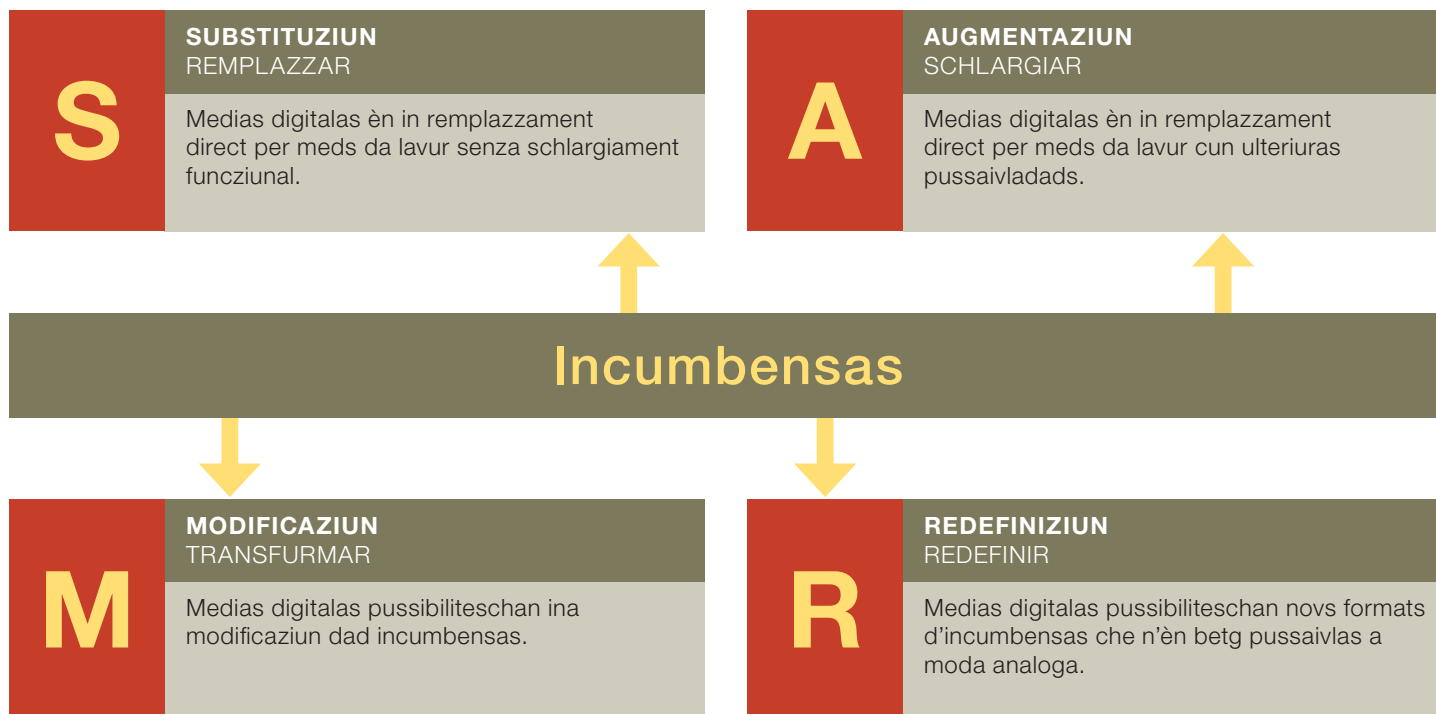 S
SUBSTITUZIUN
REMPLAZZAR
Medias digitalas èn in remplazzament
direct per meds da lavur senza schlargiament
funcziunal.
A
AUGMENTAZIUN
SCHLARGIAR
Medias digitalas èn in remplazzament
direct per meds da lavur cun ulteriuras
pussaivladads.
Incumbensas
M
MODIFICAZIUN
TRANSFURMAR
Medias digitalas pussibiliteschan ina
modificaziun dad incumbensas.
R
REDEFINIZIUN
REDEFINIR
Medias digitalas pussibiliteschan novs formats
d’incumbensas che n’èn betg pussaivlas a
moda analoga.